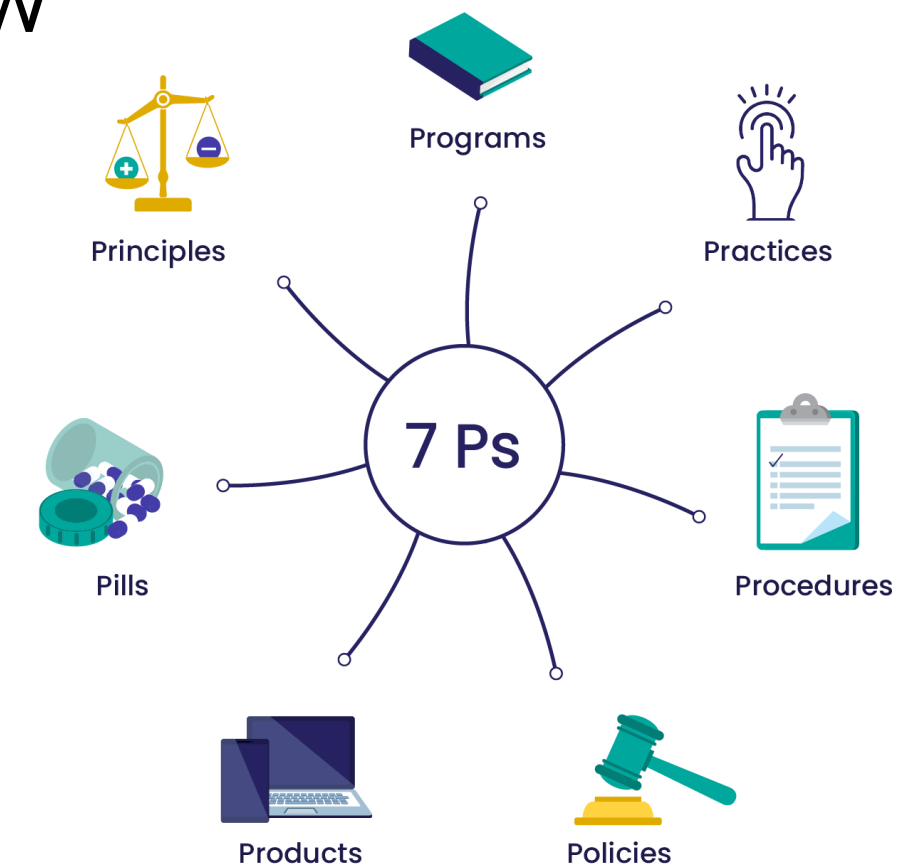 Programs
Principles
Practices
7 Ps
Pills
Procedures
Products
Policies